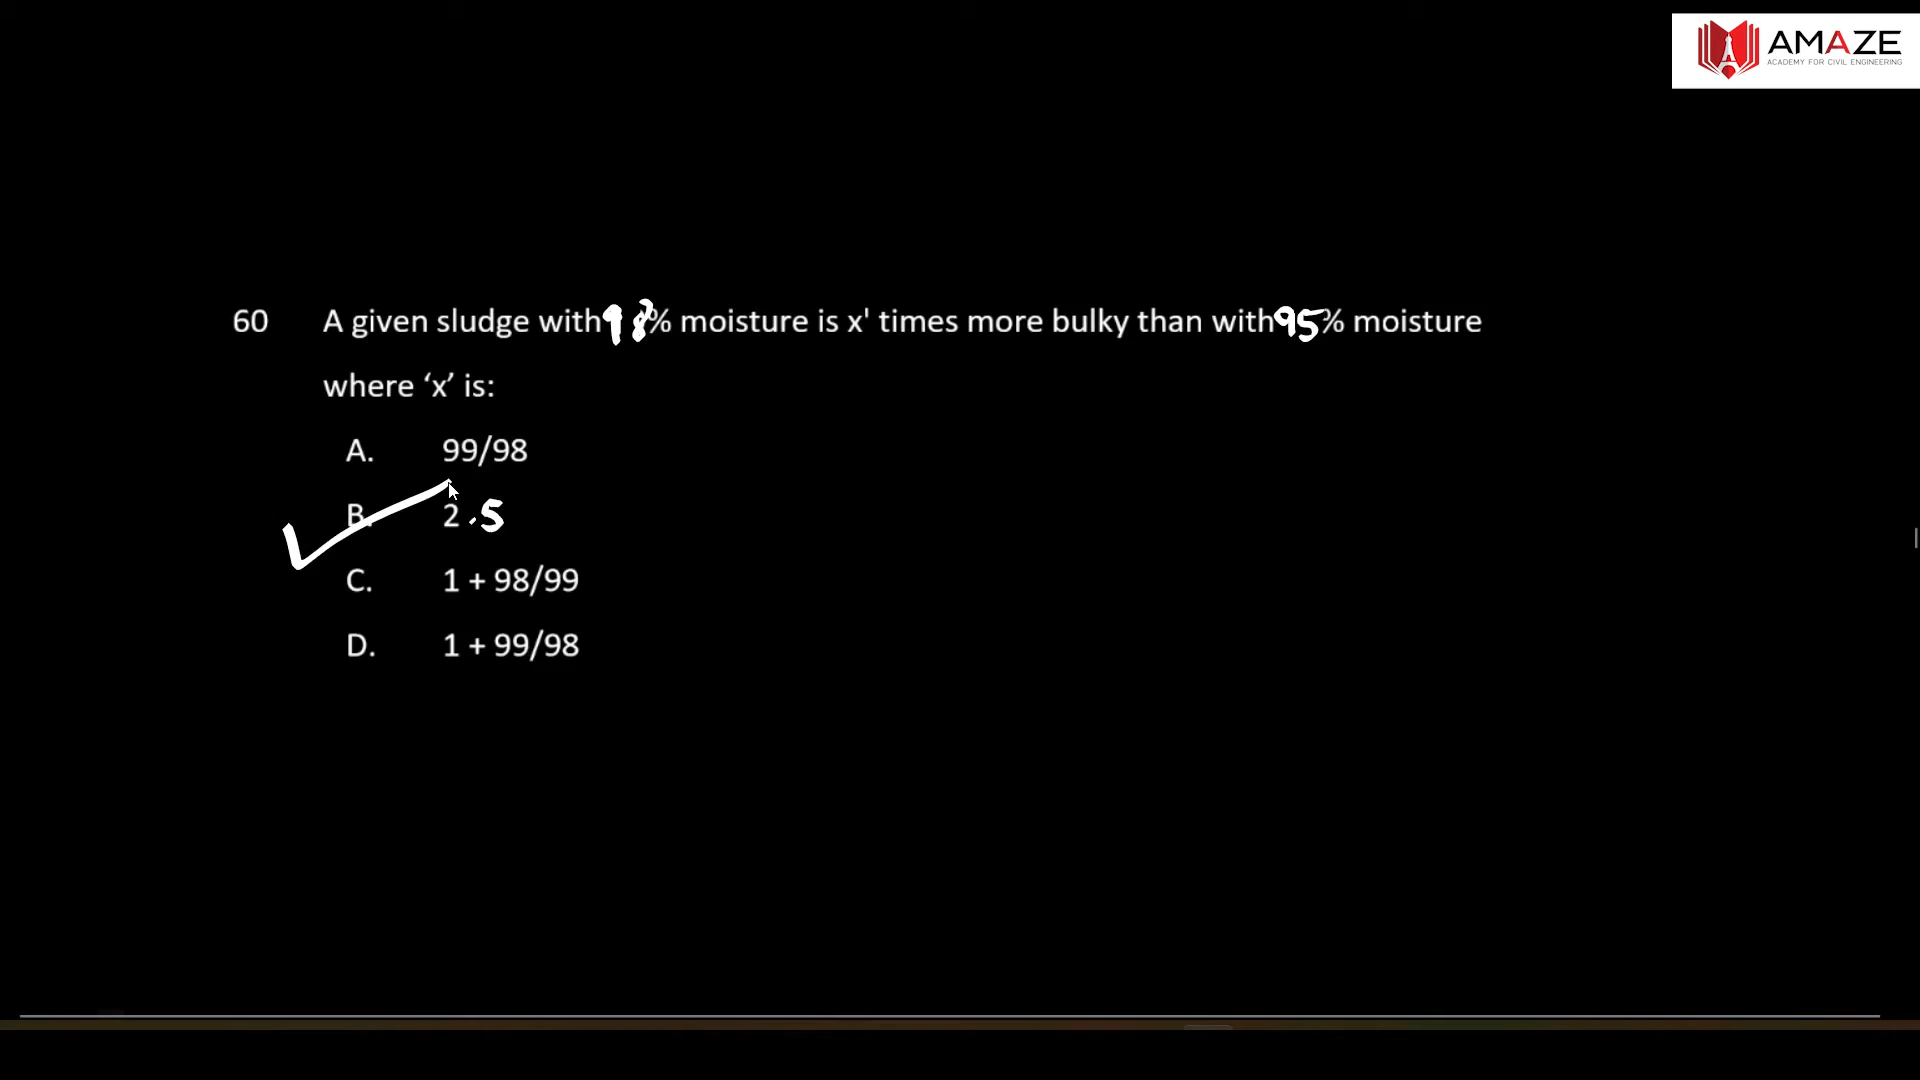 AMAZE
ACADEMY FOR CIVIL ENGINEERING
60 A given sludge with 98% moisture is x' times more bulky than with 95% moisture
where ‘x’ is:
A. 99/98
B. 2.5
C. 1 + 98/99
D. 1 + 99/98